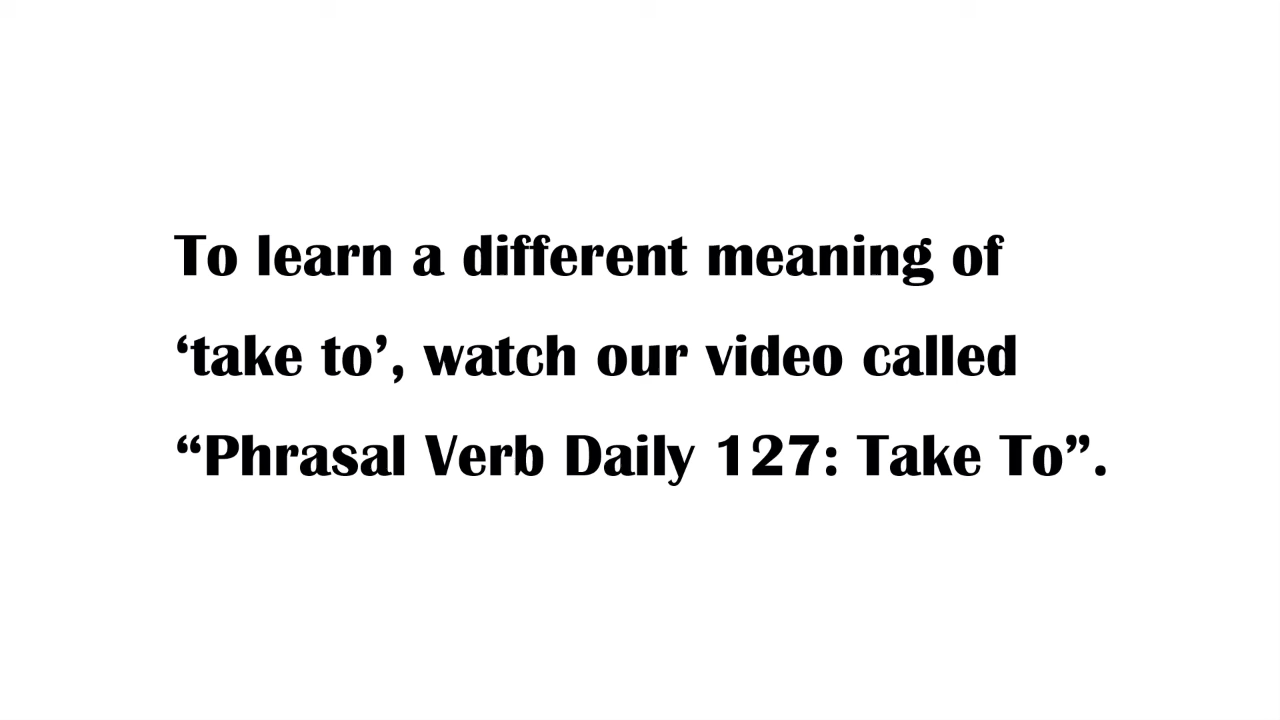 To learn a different meaning of
‘take to’, watch our video called
“Phrasal Verb Daily 127: Take To”.